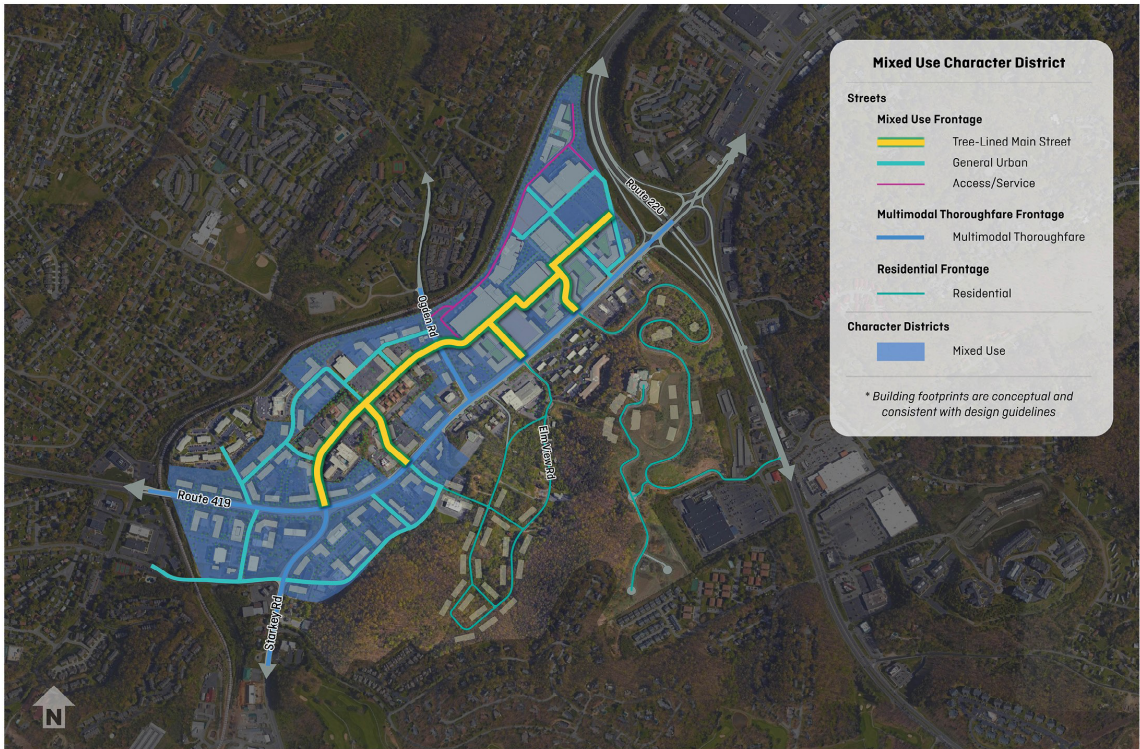 Mixed Use Character District
Streets
Mixed Use Frontage
Tree-Lined Main Street
General Urban
Access/Service
Multimodal Thoroughfare Frontage
Multimodal Thoroughfare
Residential Frontage
Residential
Character Districts
Mixed Use
* Building footprints are conceptual and
consistent with design guidelines
Route 220
Ogden Rd
Elm View Rd
Route 419
Starkey Rd
N